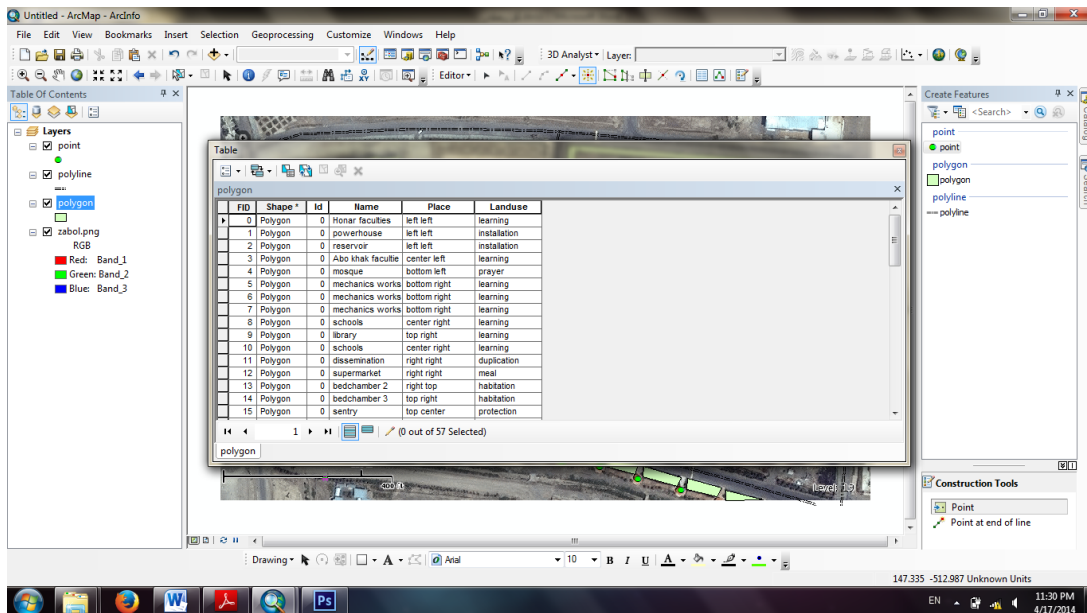 Untitled - ArcMap - ArcInfo
File Edit View Bookmarks Insert Selection Geoprocessing Customize Windows Help
3D Analyst Layer:
Editor
Table Of Contents
Layers
point
polyline
polygon
zabol.png
RGB
Red: Band_1
Green: Band_2
Blue: Band_3
Table
polygon
FID Shape * Id Name Place Landuse
0 Polygon 0 Honar faculties left left learning
1 Polygon 0 powerhouse left left installation
2 Polygon 0 reservoir left left installation
3 Polygon 0 Abo khak facultie center left learning
4 Polygon 0 mosque bottom left prayer
5 Polygon 0 mechanics works bottom right learning
6 Polygon 0 mechanics works bottom right learning
7 Polygon 0 mechanics works bottom right learning
8 Polygon 0 schools center right learning
9 Polygon 0 library top right learning
10 Polygon 0 schools center right learning
11 Polygon 0 dissemination right right duplication
12 Polygon 0 supermarket right right meal
13 Polygon 0 bedchamber 2 right top habitation
14 Polygon 0 bedchamber 3 top right habitation
15 Polygon 0 sentry top center protection
1 (0 out of 57 Selected)
polygon
400 ft
Create Features
<Search>
point
point
polygon
polygon
polyline
polyline
Construction Tools
Point
Point at end of line
Drawing A Arial 10 B I U A
147.335 -512.987 Unknown Units
W Ps
EN 11:30 PM
4/17/2014